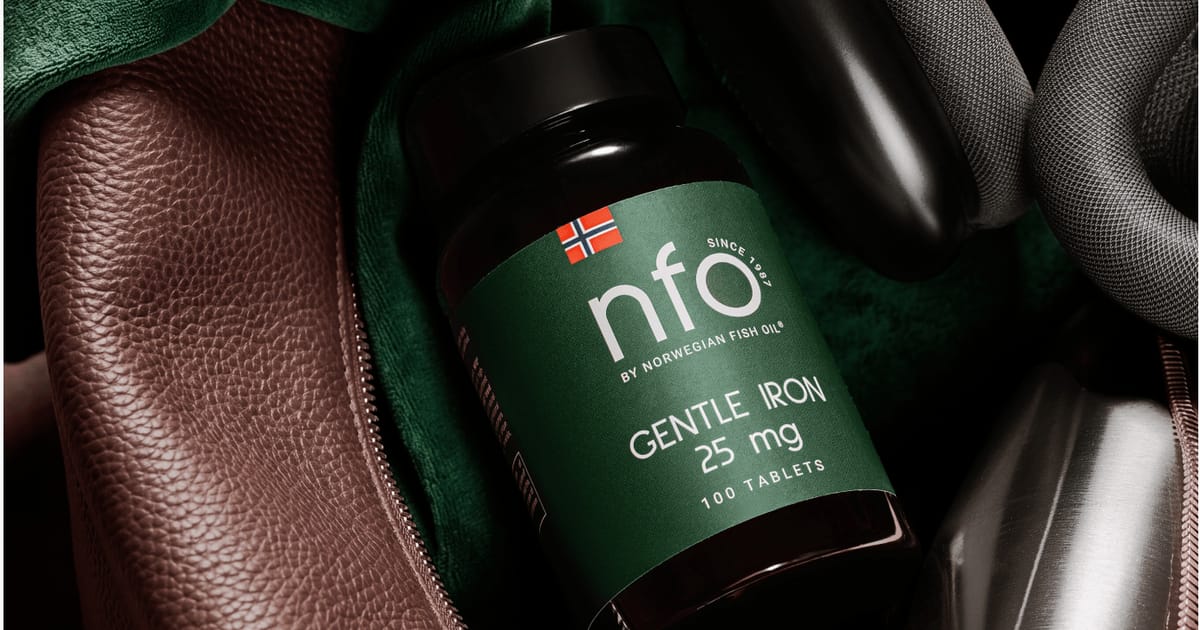 nfo
SINCE 1987
BY NORWEGIAN FISH OIL®
GENTLE IRON
25 mg
100 TABLETS